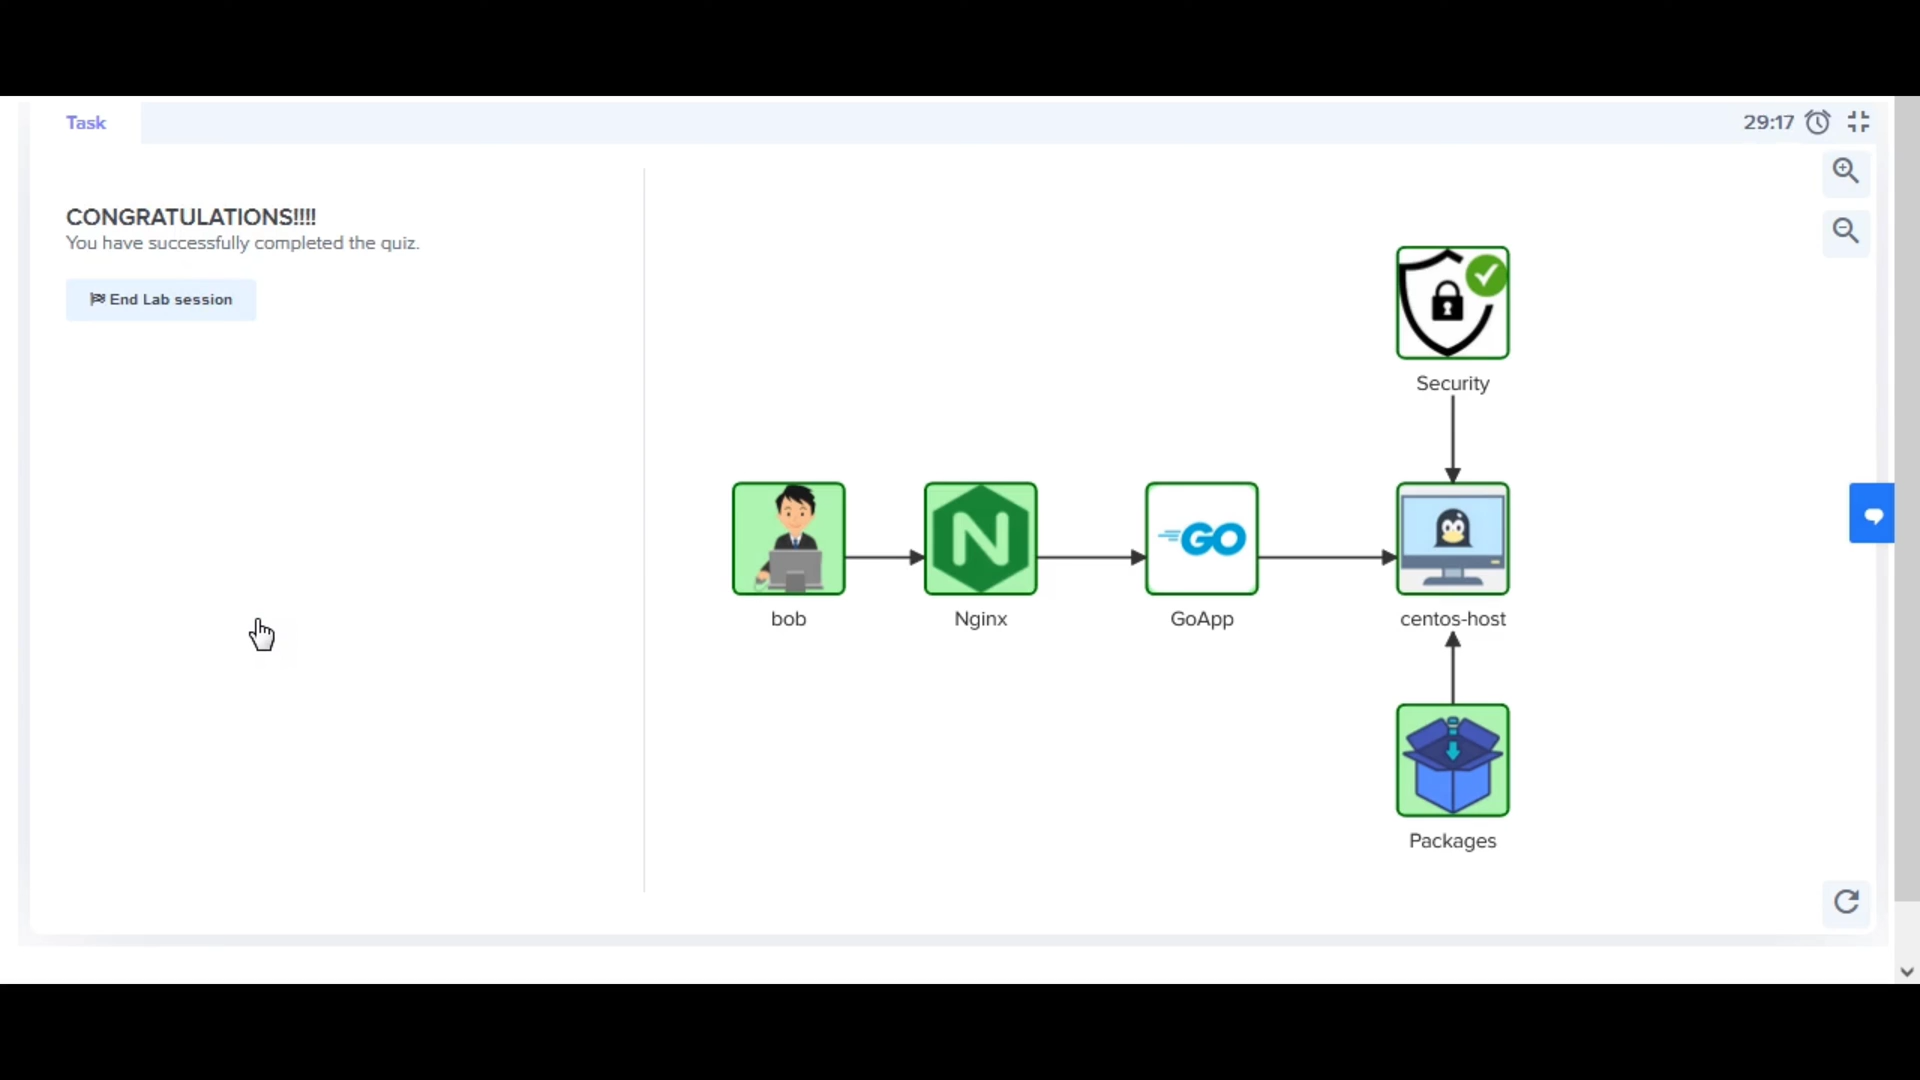 Task
29:17
CONGRATULATIONS!!!!
You have successfully completed the quiz.
End Lab session
Security
N
GO
bob
Nginx
GoApp
centos-host
Packages